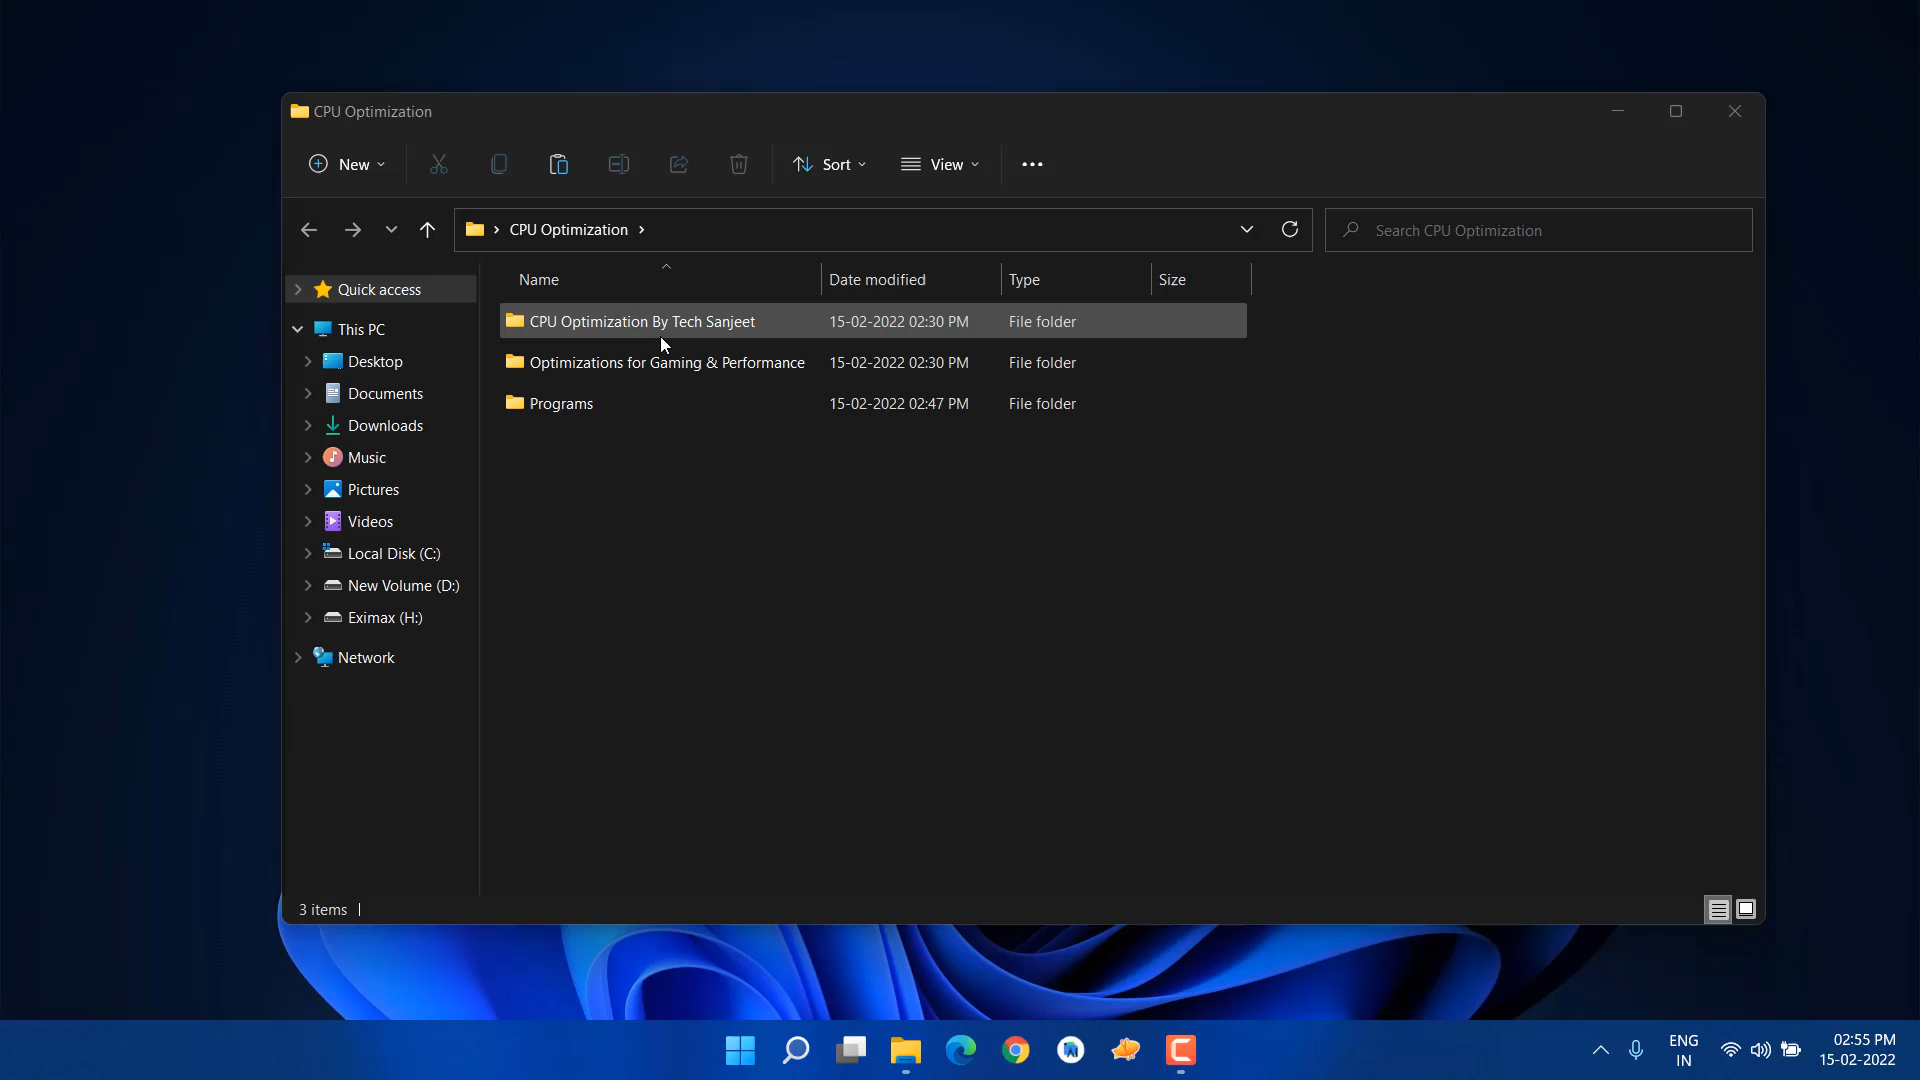 CPU Optimization
New
Sort
View
CPU Optimization
Search CPU Optimization
Name
Date modified
Type
Size
Quick access
This PC
Desktop
Documents
Downloads
Music
Pictures
Videos
Local Disk (C:)
New Volume (D:)
Eximax (H:)
Network
CPU Optimization By Tech Sanjeet 15-02-2022 02:30 PM File folder
Optimizations for Gaming & Performance 15-02-2022 02:30 PM File folder
Programs 15-02-2022 02:47 PM File folder
3 items
ENG
IN
02:55 PM
15-02-2022